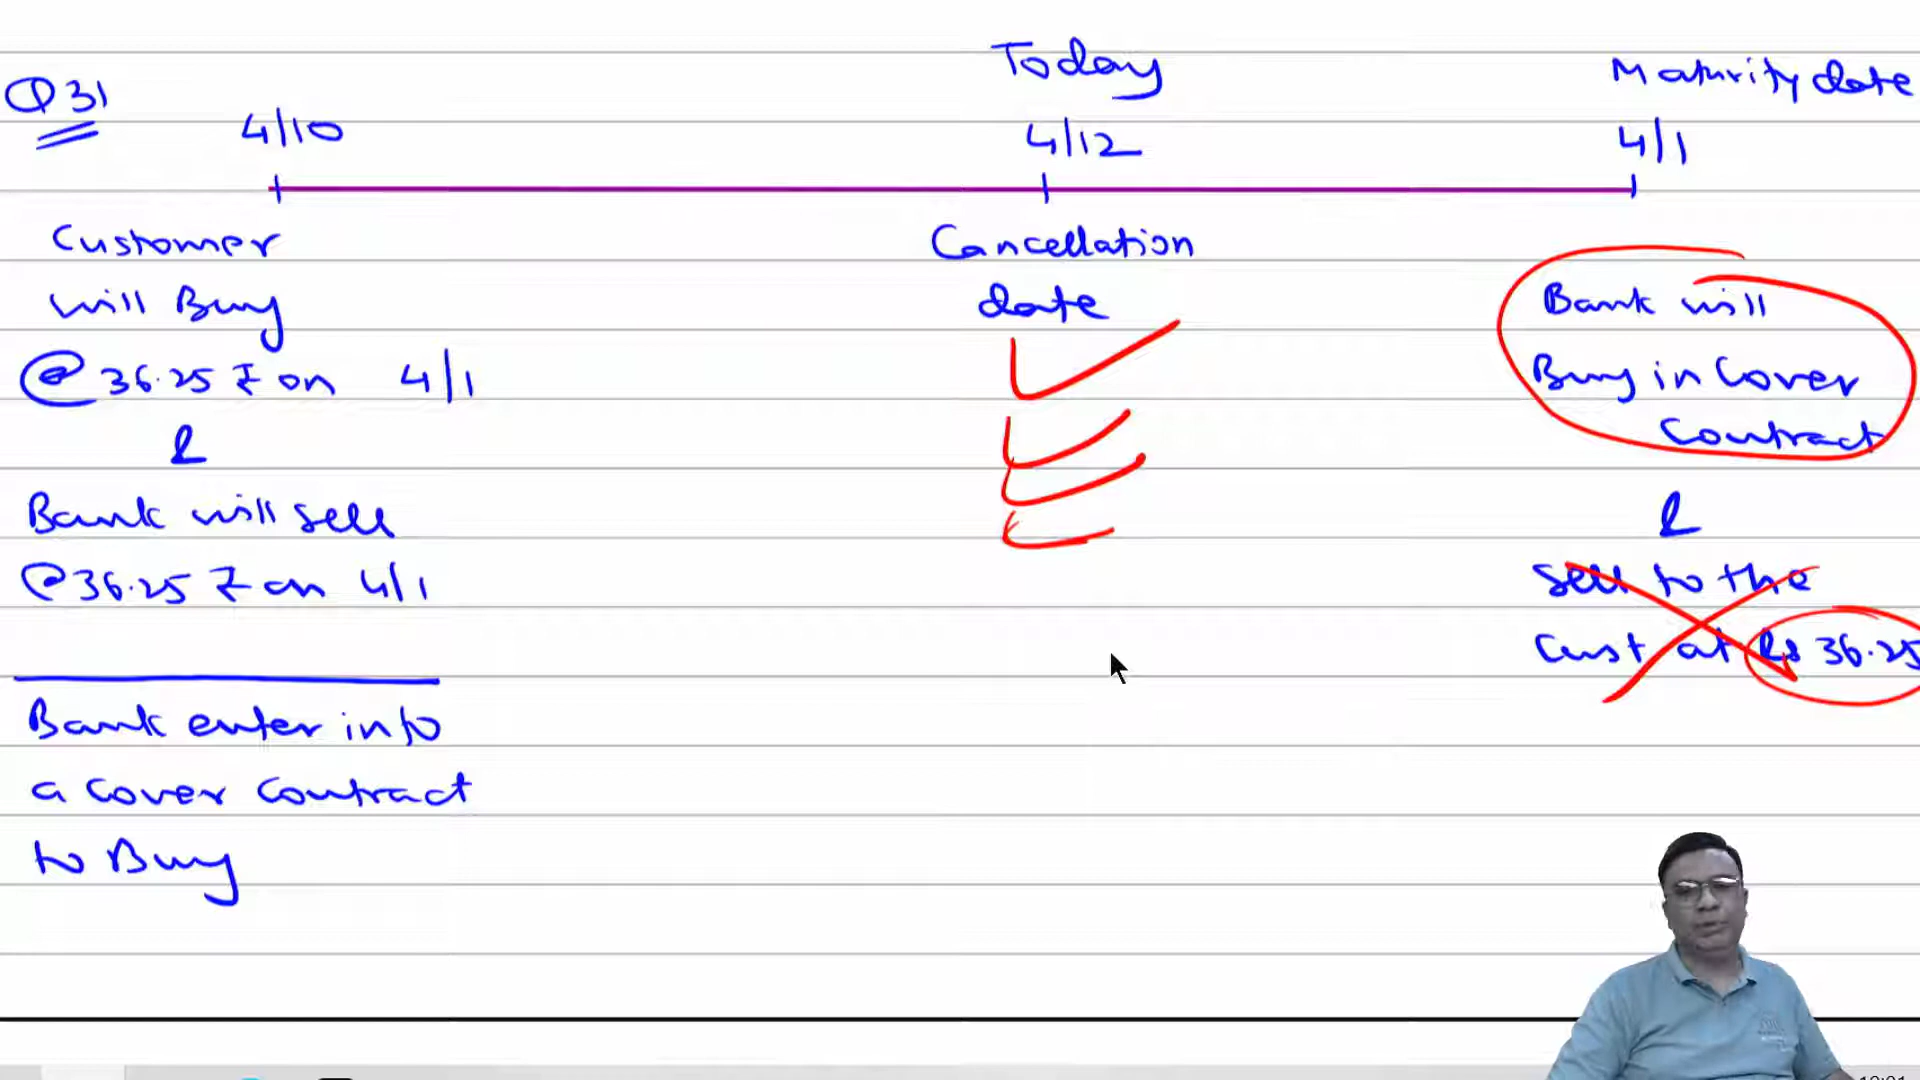 Q31
Today
Maturity date
4/10
4/12
4/1
Customer
will Buy
@ 36.25 ₹ on 4/1
&
Bank will sell
@ 36.25 ₹ on 4/1
Bank enter into
a cover contract
to Buy
Cancellation
date
Bank will
Buy in Cover
Contract
&
Sell to the
Cust at Rs 36.25